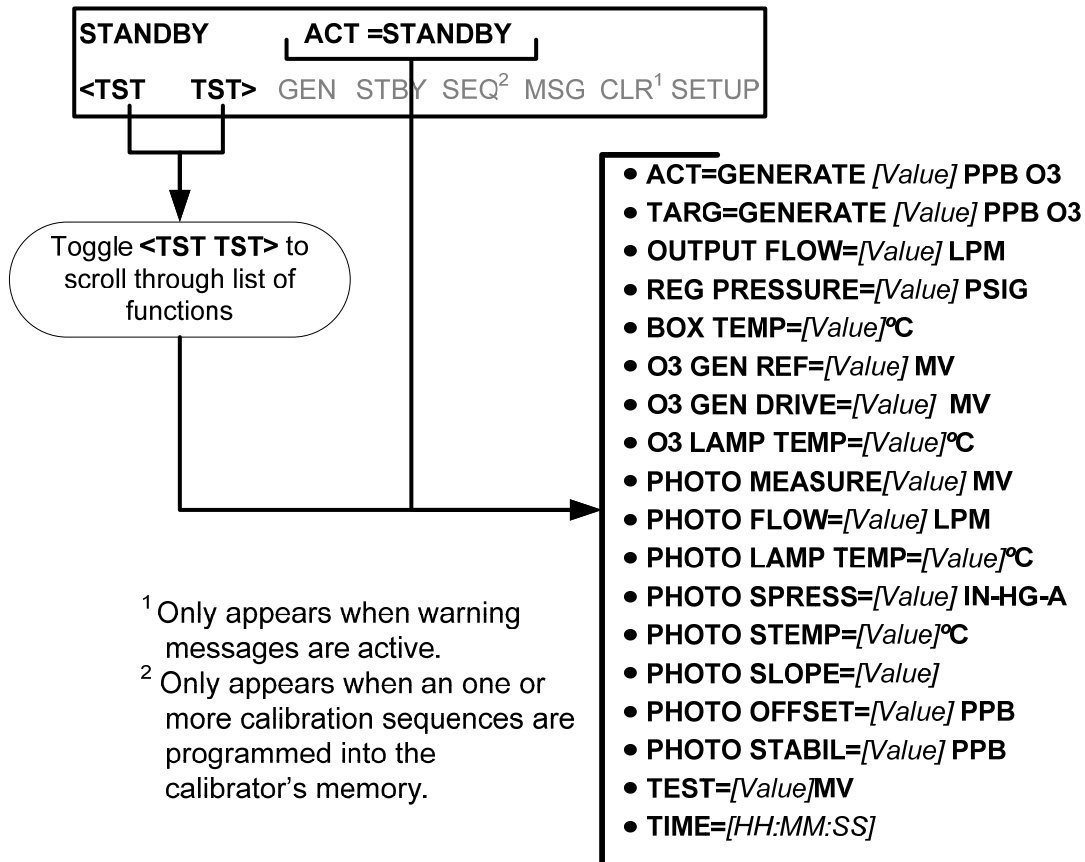 STANDBY ACT =STANDBY
<TST TST> GEN STBY SEQ² MSG CLR¹ SETUP
Toggle <TST TST> to
scroll through list of
functions
• ACT=GENERATE [Value] PPB O3
• TARG=GENERATE [Value] PPB O3
• OUTPUT FLOW=[Value] LPM
• REG PRESSURE=[Value] PSIG
• BOX TEMP=[Value]ºC
• O3 GEN REF=[Value] MV
• O3 GEN DRIVE=[Value] MV
• O3 LAMP TEMP=[Value]ºC
• PHOTO MEASURE[Value] MV
• PHOTO FLOW=[Value] LPM
• PHOTO LAMP TEMP=[Value]ºC
• PHOTO SPRESS=[Value] IN-HG-A
• PHOTO STEMP=[Value]ºC
• PHOTO SLOPE=[Value]
• PHOTO OFFSET=[Value] PPB
• PHOTO STABIL=[Value] PPB
• TEST=[Value]MV
• TIME=[HH:MM:SS]
¹ Only appears when warning
messages are active.
² Only appears when an one or
more calibration sequences are
programmed into the
calibrator’s memory.